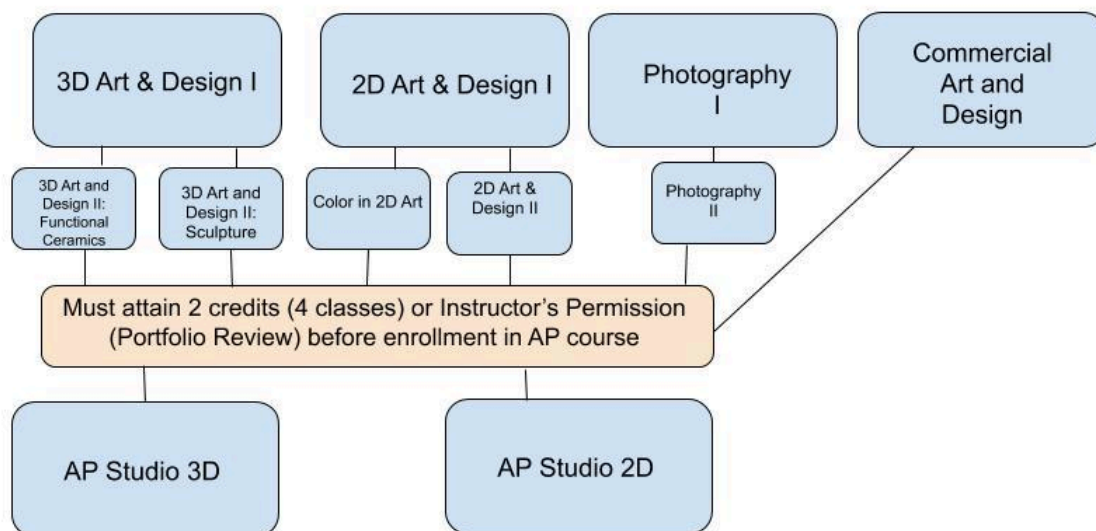 3D Art & Design I
2D Art & Design I
Photography
I
Commercial
Art and
Design
3D Art and
Design II:
Functional
Ceramics
3D Art and
Design II:
Sculpture
Color in 2D Art
2D Art &
Design II
Photography
II
Must attain 2 credits (4 classes) or Instructor’s Permission
(Portfolio Review) before enrollment in AP course
AP Studio 3D
AP Studio 2D